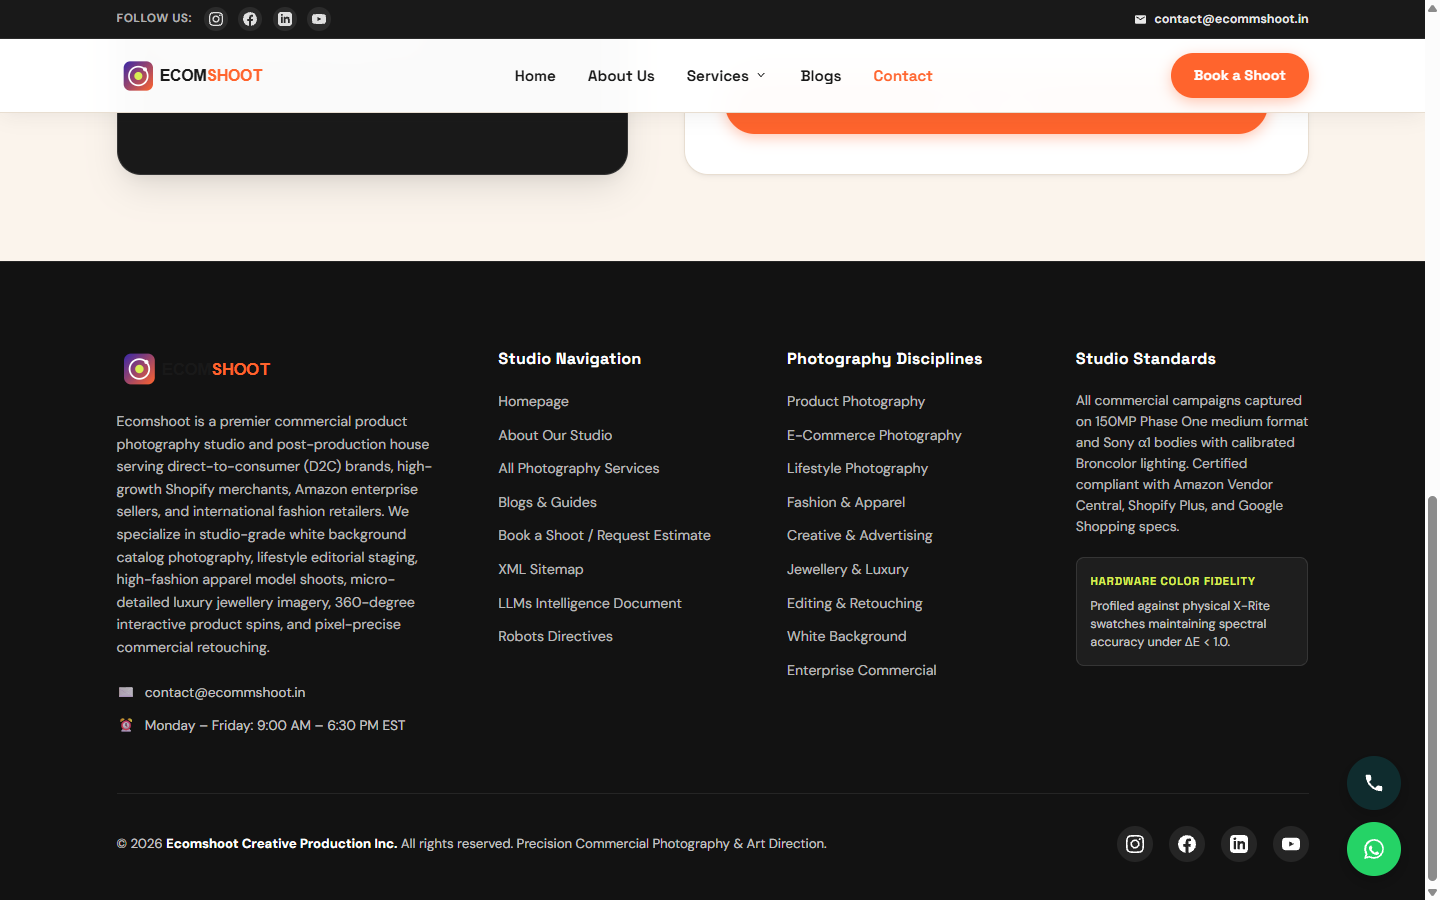 FOLLOW US:
contact@ecommshoot.in
ECOMSHOOT
Home
About Us
Services
Blogs
Contact
Book a Shoot
ECOMSHOOT
Ecomshoot is a premier commercial product
photography studio and post-production house
serving direct-to-consumer (D2C) brands, high-
growth Shopify merchants, Amazon enterprise
sellers, and international fashion retailers. We
specialize in studio-grade white background
catalog photography, lifestyle editorial staging,
high-fashion apparel model shoots, micro-
detailed luxury jewellery imagery, 360-degree
interactive product spins, and pixel-precise
commercial retouching.
contact@ecommshoot.in
Monday – Friday: 9:00 AM – 6:30 PM EST
Studio Navigation
Homepage
About Our Studio
All Photography Services
Blogs & Guides
Book a Shoot / Request Estimate
XML Sitemap
LLMs Intelligence Document
Robots Directives
Photography Disciplines
Product Photography
E-Commerce Photography
Lifestyle Photography
Fashion & Apparel
Creative & Advertising
Jewellery & Luxury
Editing & Retouching
White Background
Enterprise Commercial
Studio Standards
All commercial campaigns captured
on 150MP Phase One medium format
and Sony α1 bodies with calibrated
Broncolor lighting. Certified
compliant with Amazon Vendor
Central, Shopify Plus, and Google
Shopping specs.
HARDWARE COLOR FIDELITY
Profiled against physical X-Rite
swatches maintaining spectral
accuracy under ΔE < 1.0.
© 2026 Ecomshoot Creative Production Inc. All rights reserved. Precision Commercial Photography & Art Direction.